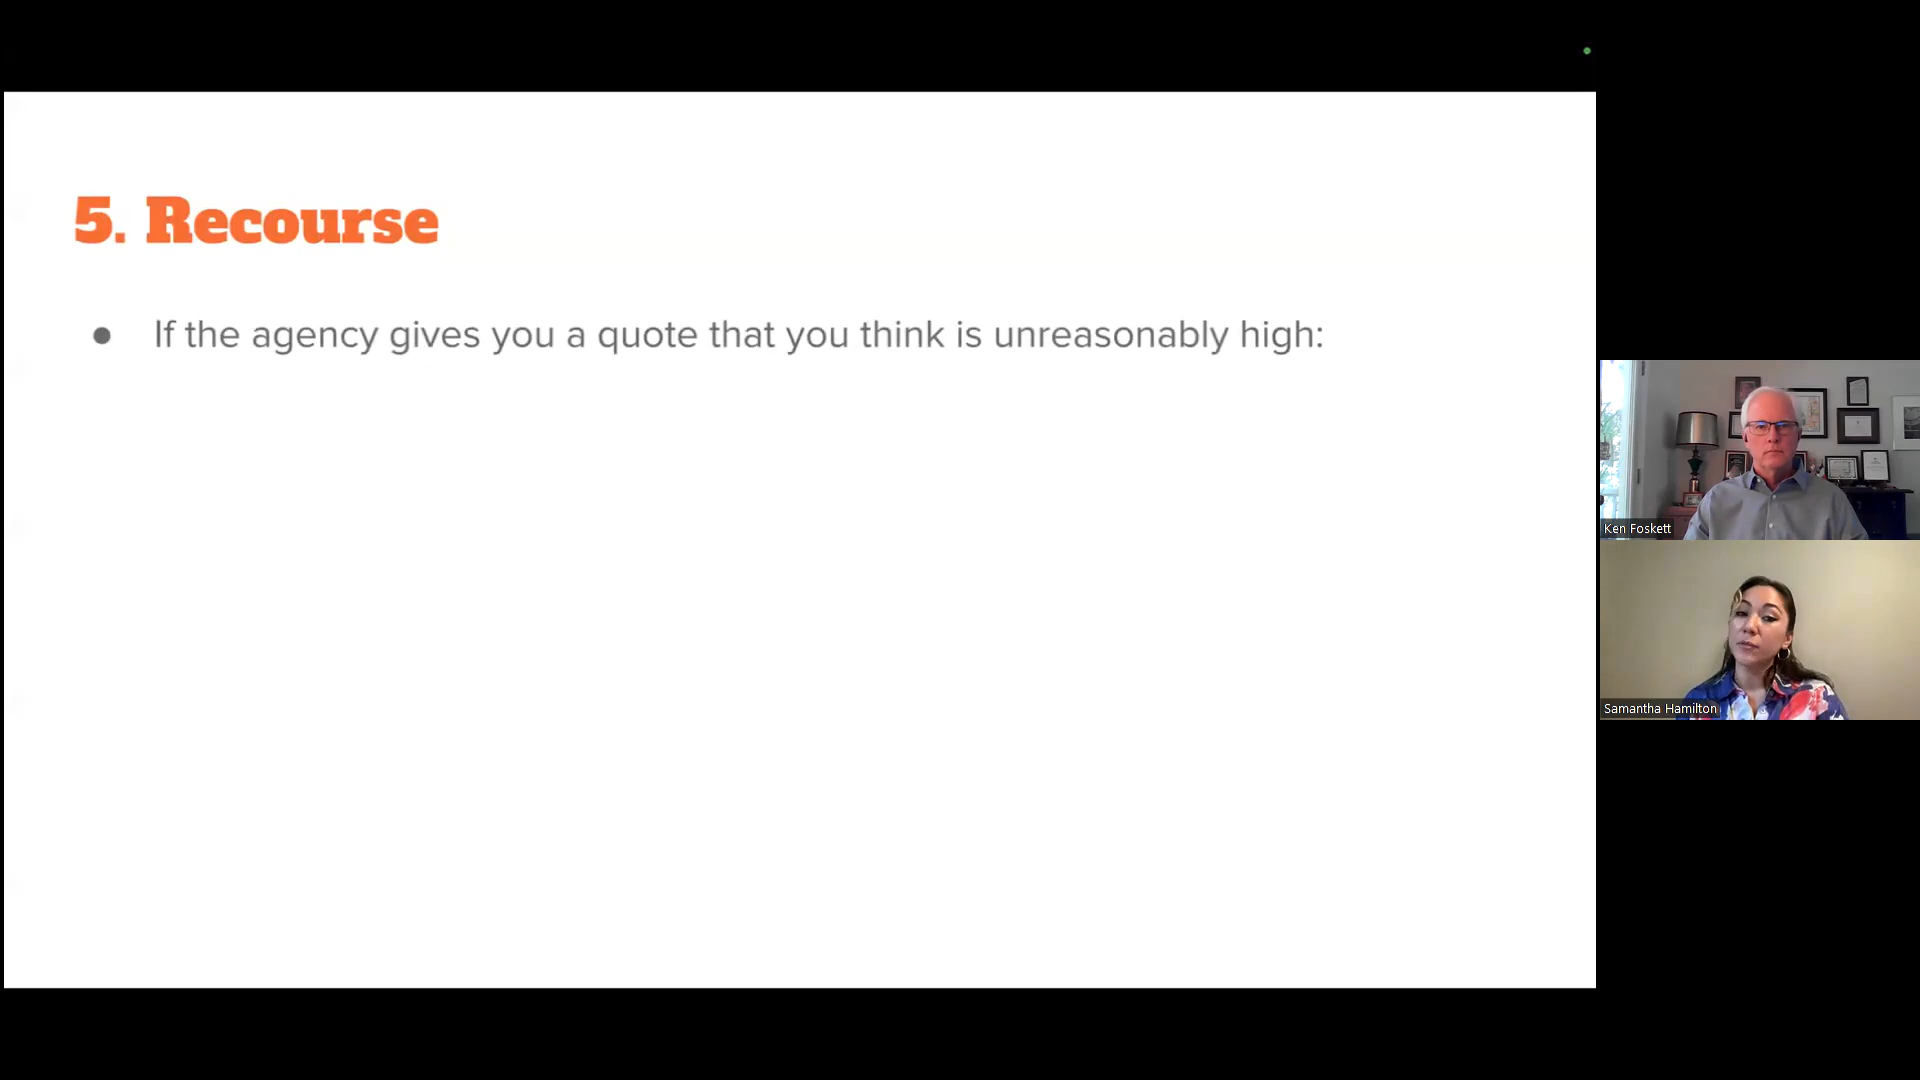 5. Recourse
● If the agency gives you a quote that you think is unreasonably high:
Ken Foskett
Samantha Hamilton